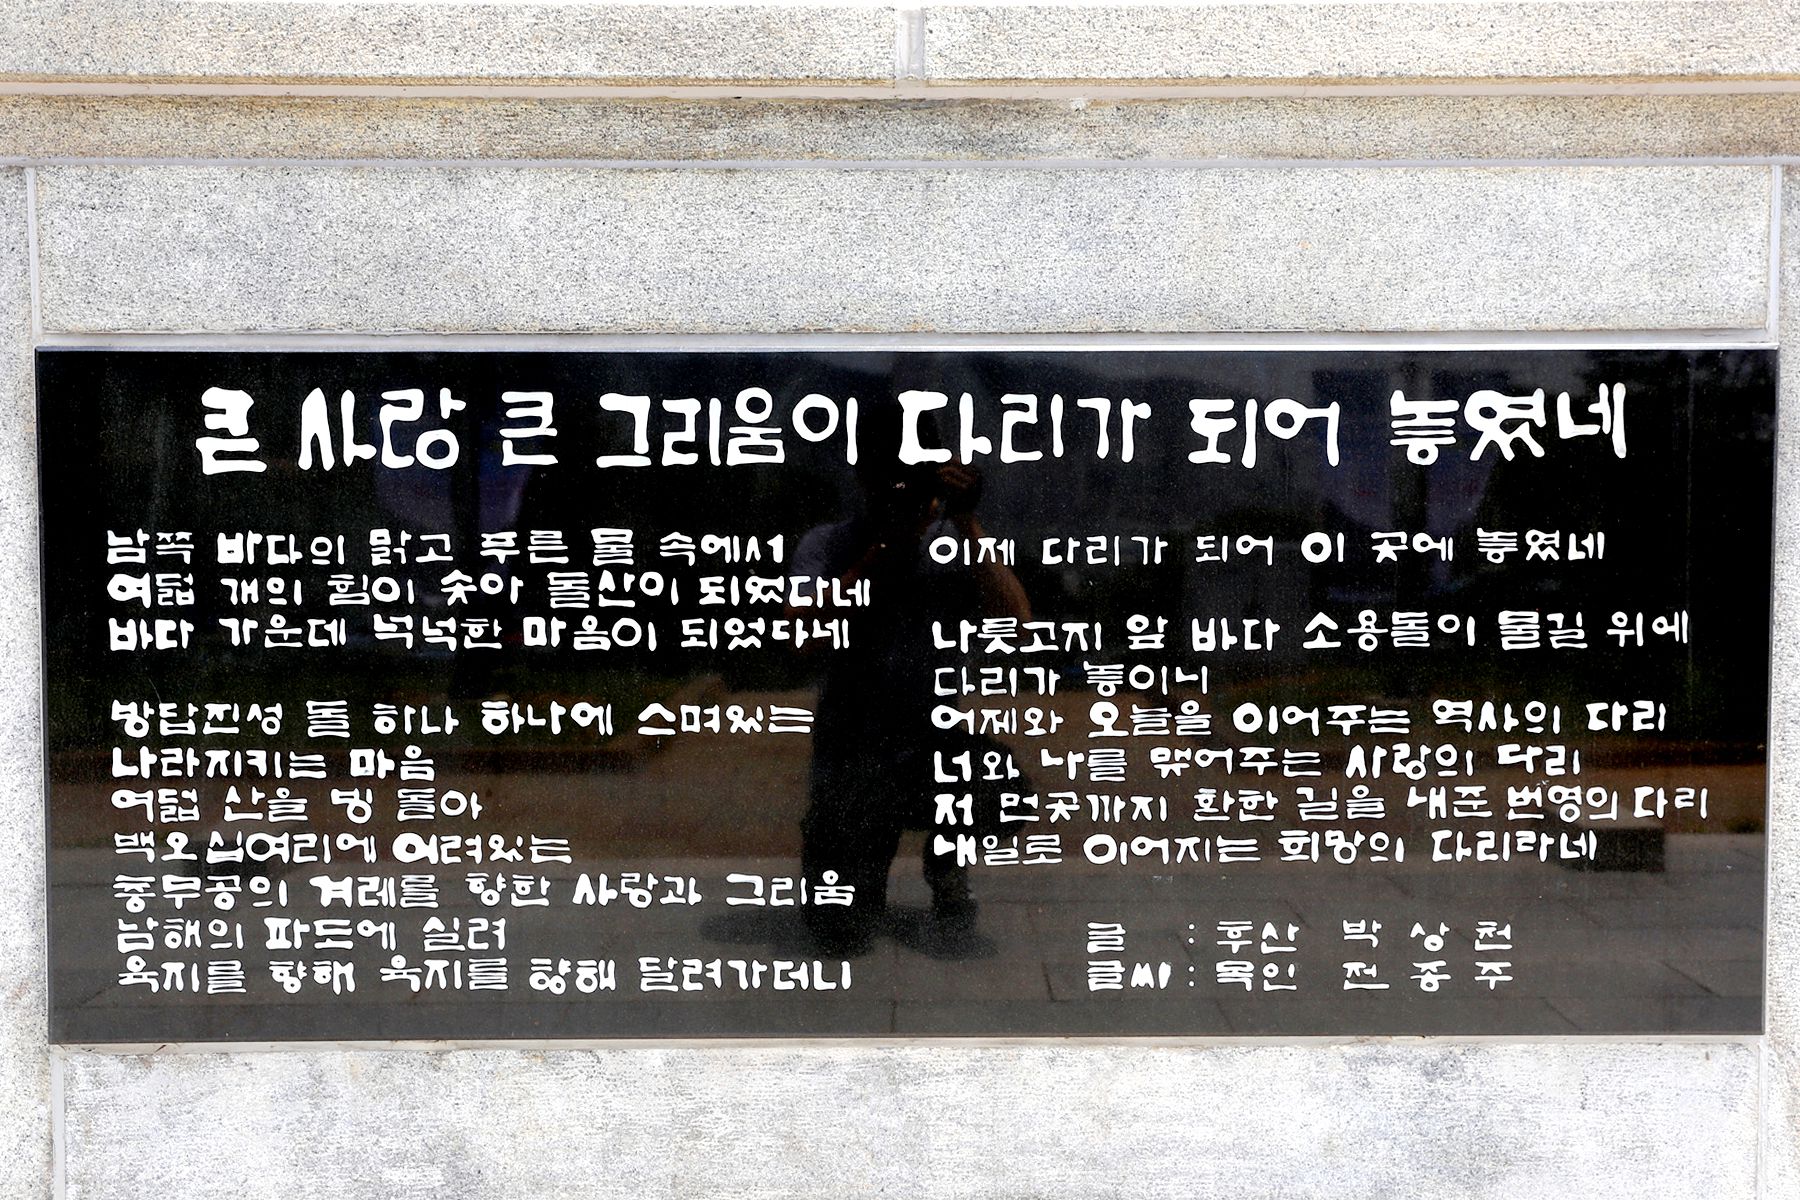 큰 사랑 큰 그리움이 다리가 되어 놓였네
남쪽 바다의 맑고 푸른 물 속에서
여덟 개의 힘이 솟아 돌산이 되었다네
바다 가운데 넉넉한 마음이 되었다네
방답진성 돌 하나 하나에 스며있는
나라지키는 마음
여덟 산을 빙 돌아
백오십여리에 어려있는
충무공의 겨레를 향한 사랑과 그리움
남해의 파도에 실려
육지를 향해 육지를 향해 달려가더니
이제 다리가 되어 이 곳에 놓였네
나룻고지 앞 바다 소용돌이 물길 위에
다리가 놓이니
어제와 오늘을 이어주는 역사의 다리
너와 나를 맺어주는 사랑의 다리
저 먼곳까지 환한 길을 내준 번영의 다리
내일로 이어지는 희망의 다리라네
글 : 후산 박 상 천
글씨 : 목인 전 종 주